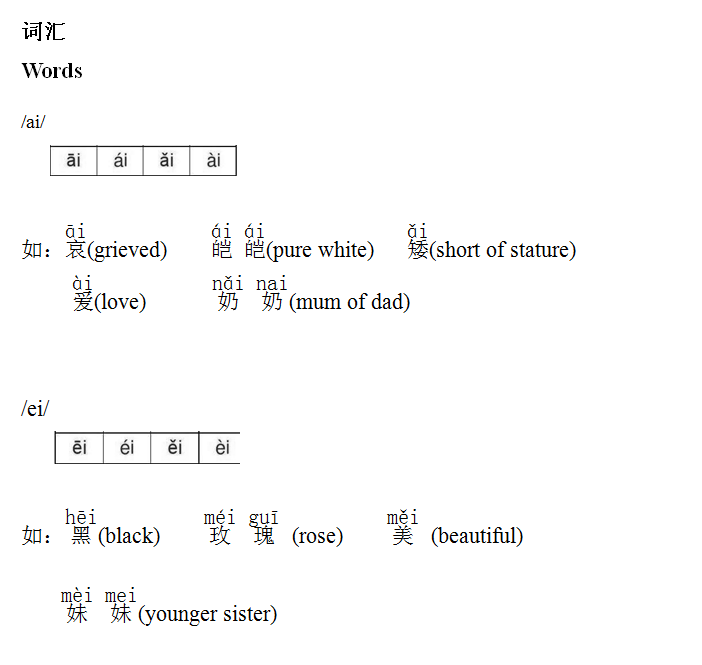 词汇
Words
/ai/
āi ái ǎi ài
āi ái ái ǎi
如：哀(grieved) 皑 皑(pure white) 矮(short of stature)
ài nǎi nai
爱(love) 奶 奶(mum of dad)
/ei/
ēi éi ěi èi
hēi méi guī měi
如：黑(black) 玫 瑰 (rose) 美 (beautiful)
mèi mei
妹 妹(younger sister)